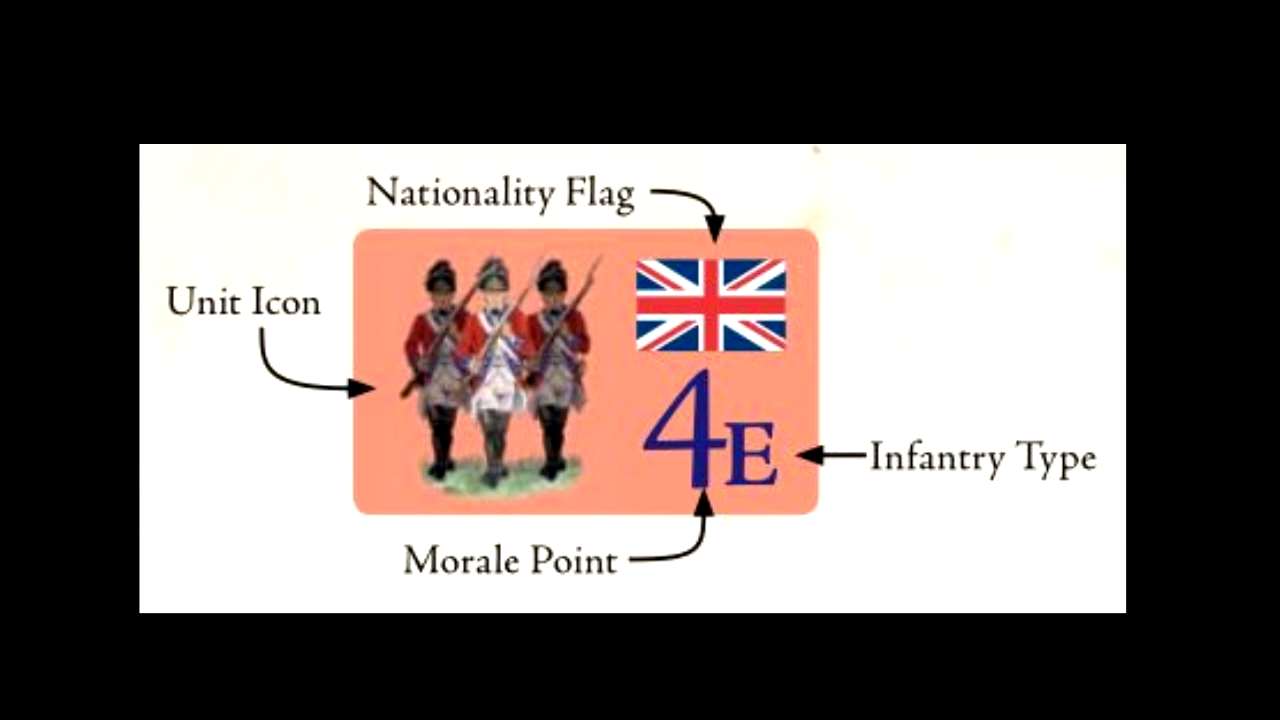 Nationality Flag
Unit Icon
4E
Infantry Type
Morale Point